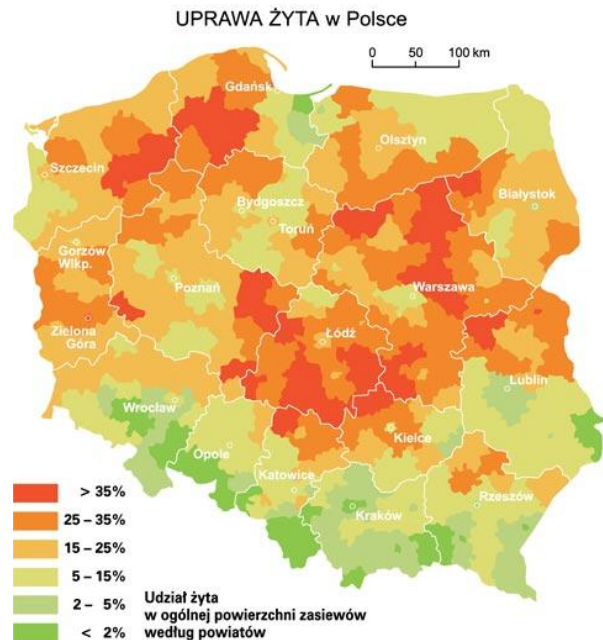 UPRAWA ŻYTA w Polsce
0 50 100 km
Gdańsk
Olsztyn
Szczecin
Białystok
Bydgoszcz
Toruń
Gorzów
Wlkp.
Poznań
Warszawa
Zielona
Góra
Łódź
Lublin
Wrocław
Kielce
Opole
Katowice
Rzeszów
Kraków
> 35%
25 – 35%
15 – 25%
5 – 15%
2 – 5%
< 2%
Udział żyta
w ogólnej powierzchni zasiewów
według powiatów